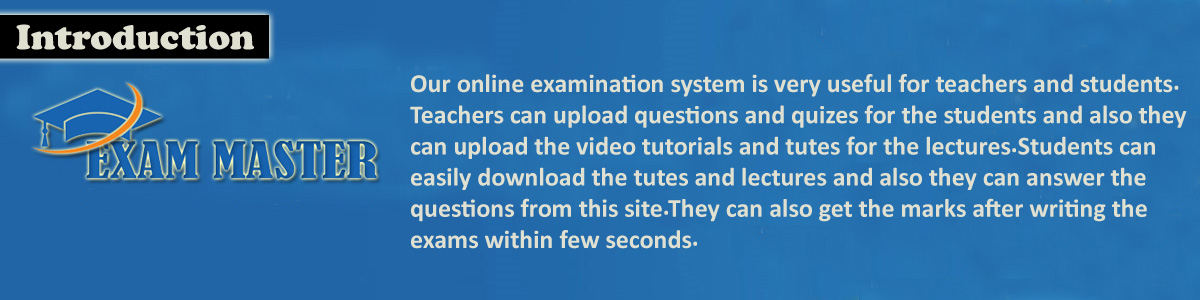 Introduction
EXAM MASTER
Our online examination system is very useful for teachers and students.
Teachers can upload questions and quizes for the students and also they
can upload the video tutorials and tutes for the lectures.Students can
easily download the tutes and lectures and also they can answer the
questions from this site.They can also get the marks after writing the
exams within few seconds.